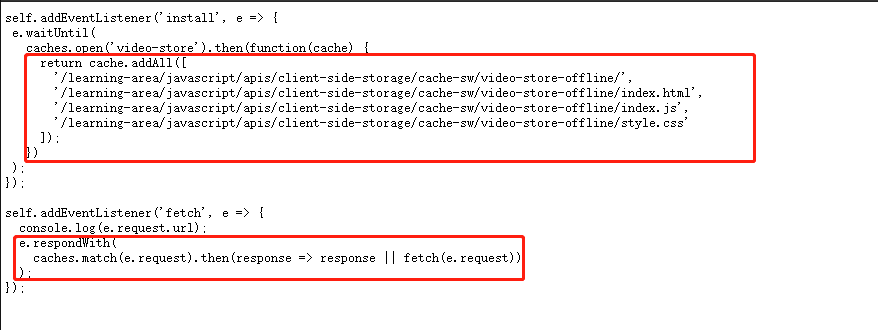 self.addEventListener('install', e => {
 e.waitUntil(
   caches.open('video-store').then(function(cache) {
     return cache.addAll([
       '/learning-area/javascript/apis/client-side-storage/cache-sw/video-store-offline/',
       '/learning-area/javascript/apis/client-side-storage/cache-sw/video-store-offline/index.html',
       '/learning-area/javascript/apis/client-side-storage/cache-sw/video-store-offline/index.js',
       '/learning-area/javascript/apis/client-side-storage/cache-sw/video-store-offline/style.css'
     ]);
   })
 );
});

self.addEventListener('fetch', e => {
  console.log(e.request.url);
  e.respondWith(
    caches.match(e.request).then(response => response || fetch(e.request))
  );
});